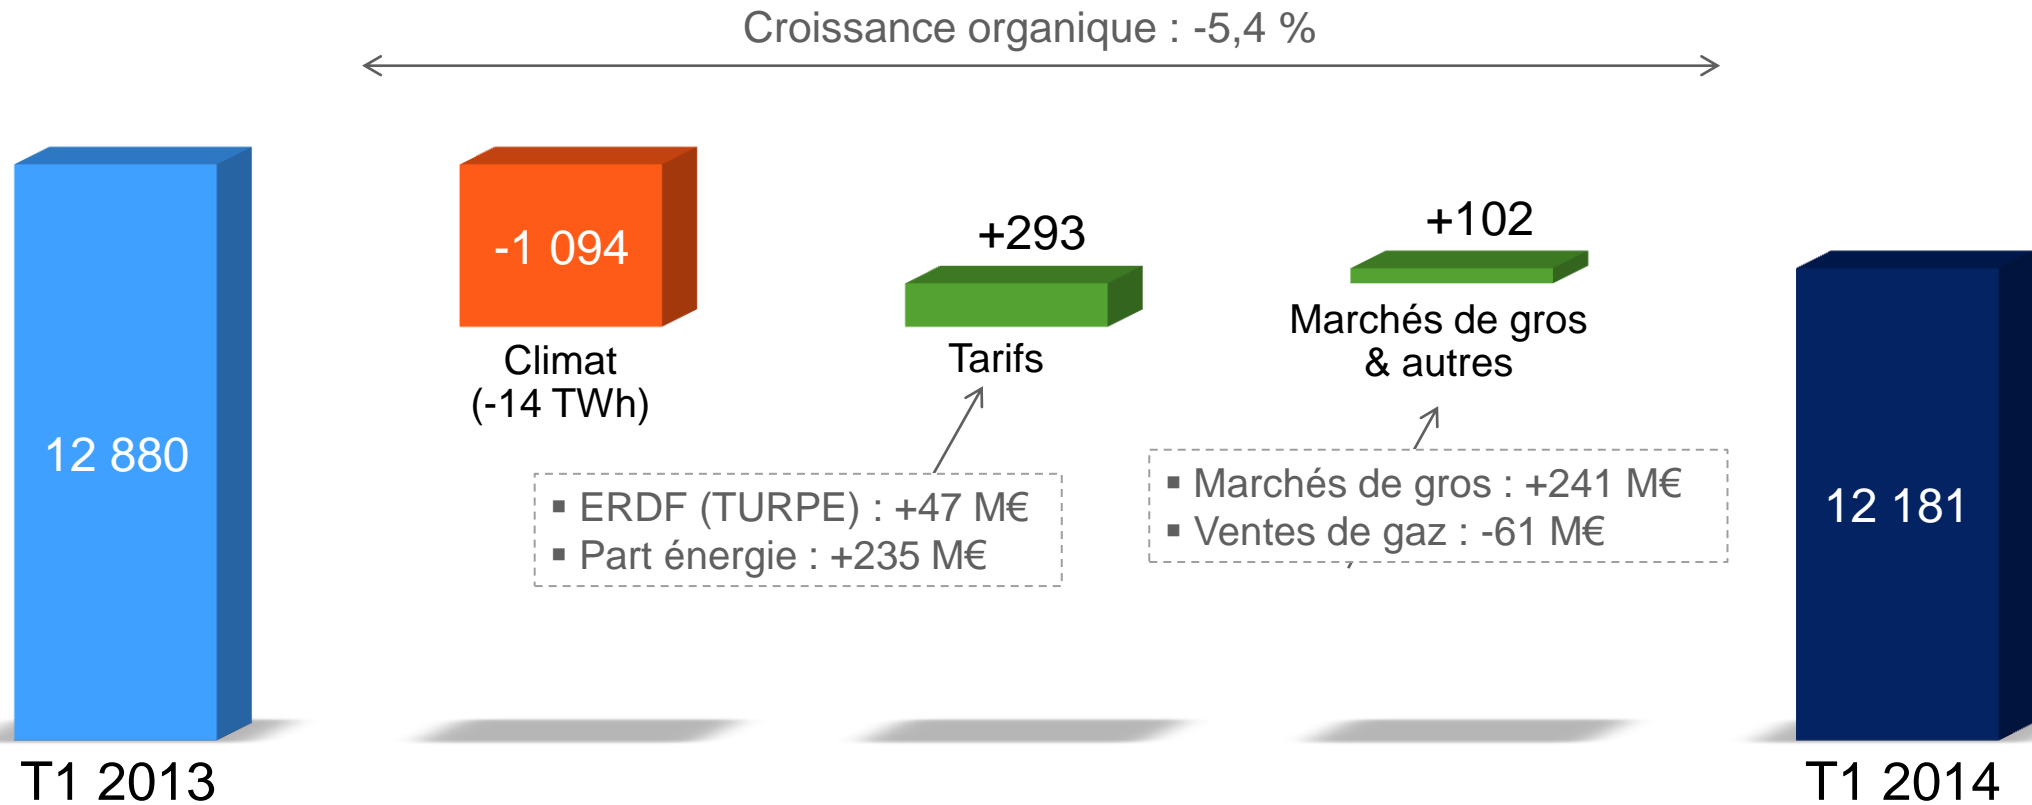 Croissance organique : -5,4 %
12 880
T1 2013
-1 094
Climat
(-14 TWh)
+293
Tarifs
▪ ERDF (TURPE) : +47 M€
▪ Part énergie : +235 M€
+102
Marchés de gros
& autres
▪ Marchés de gros : +241 M€
▪ Ventes de gaz : -61 M€
12 181
T1 2014